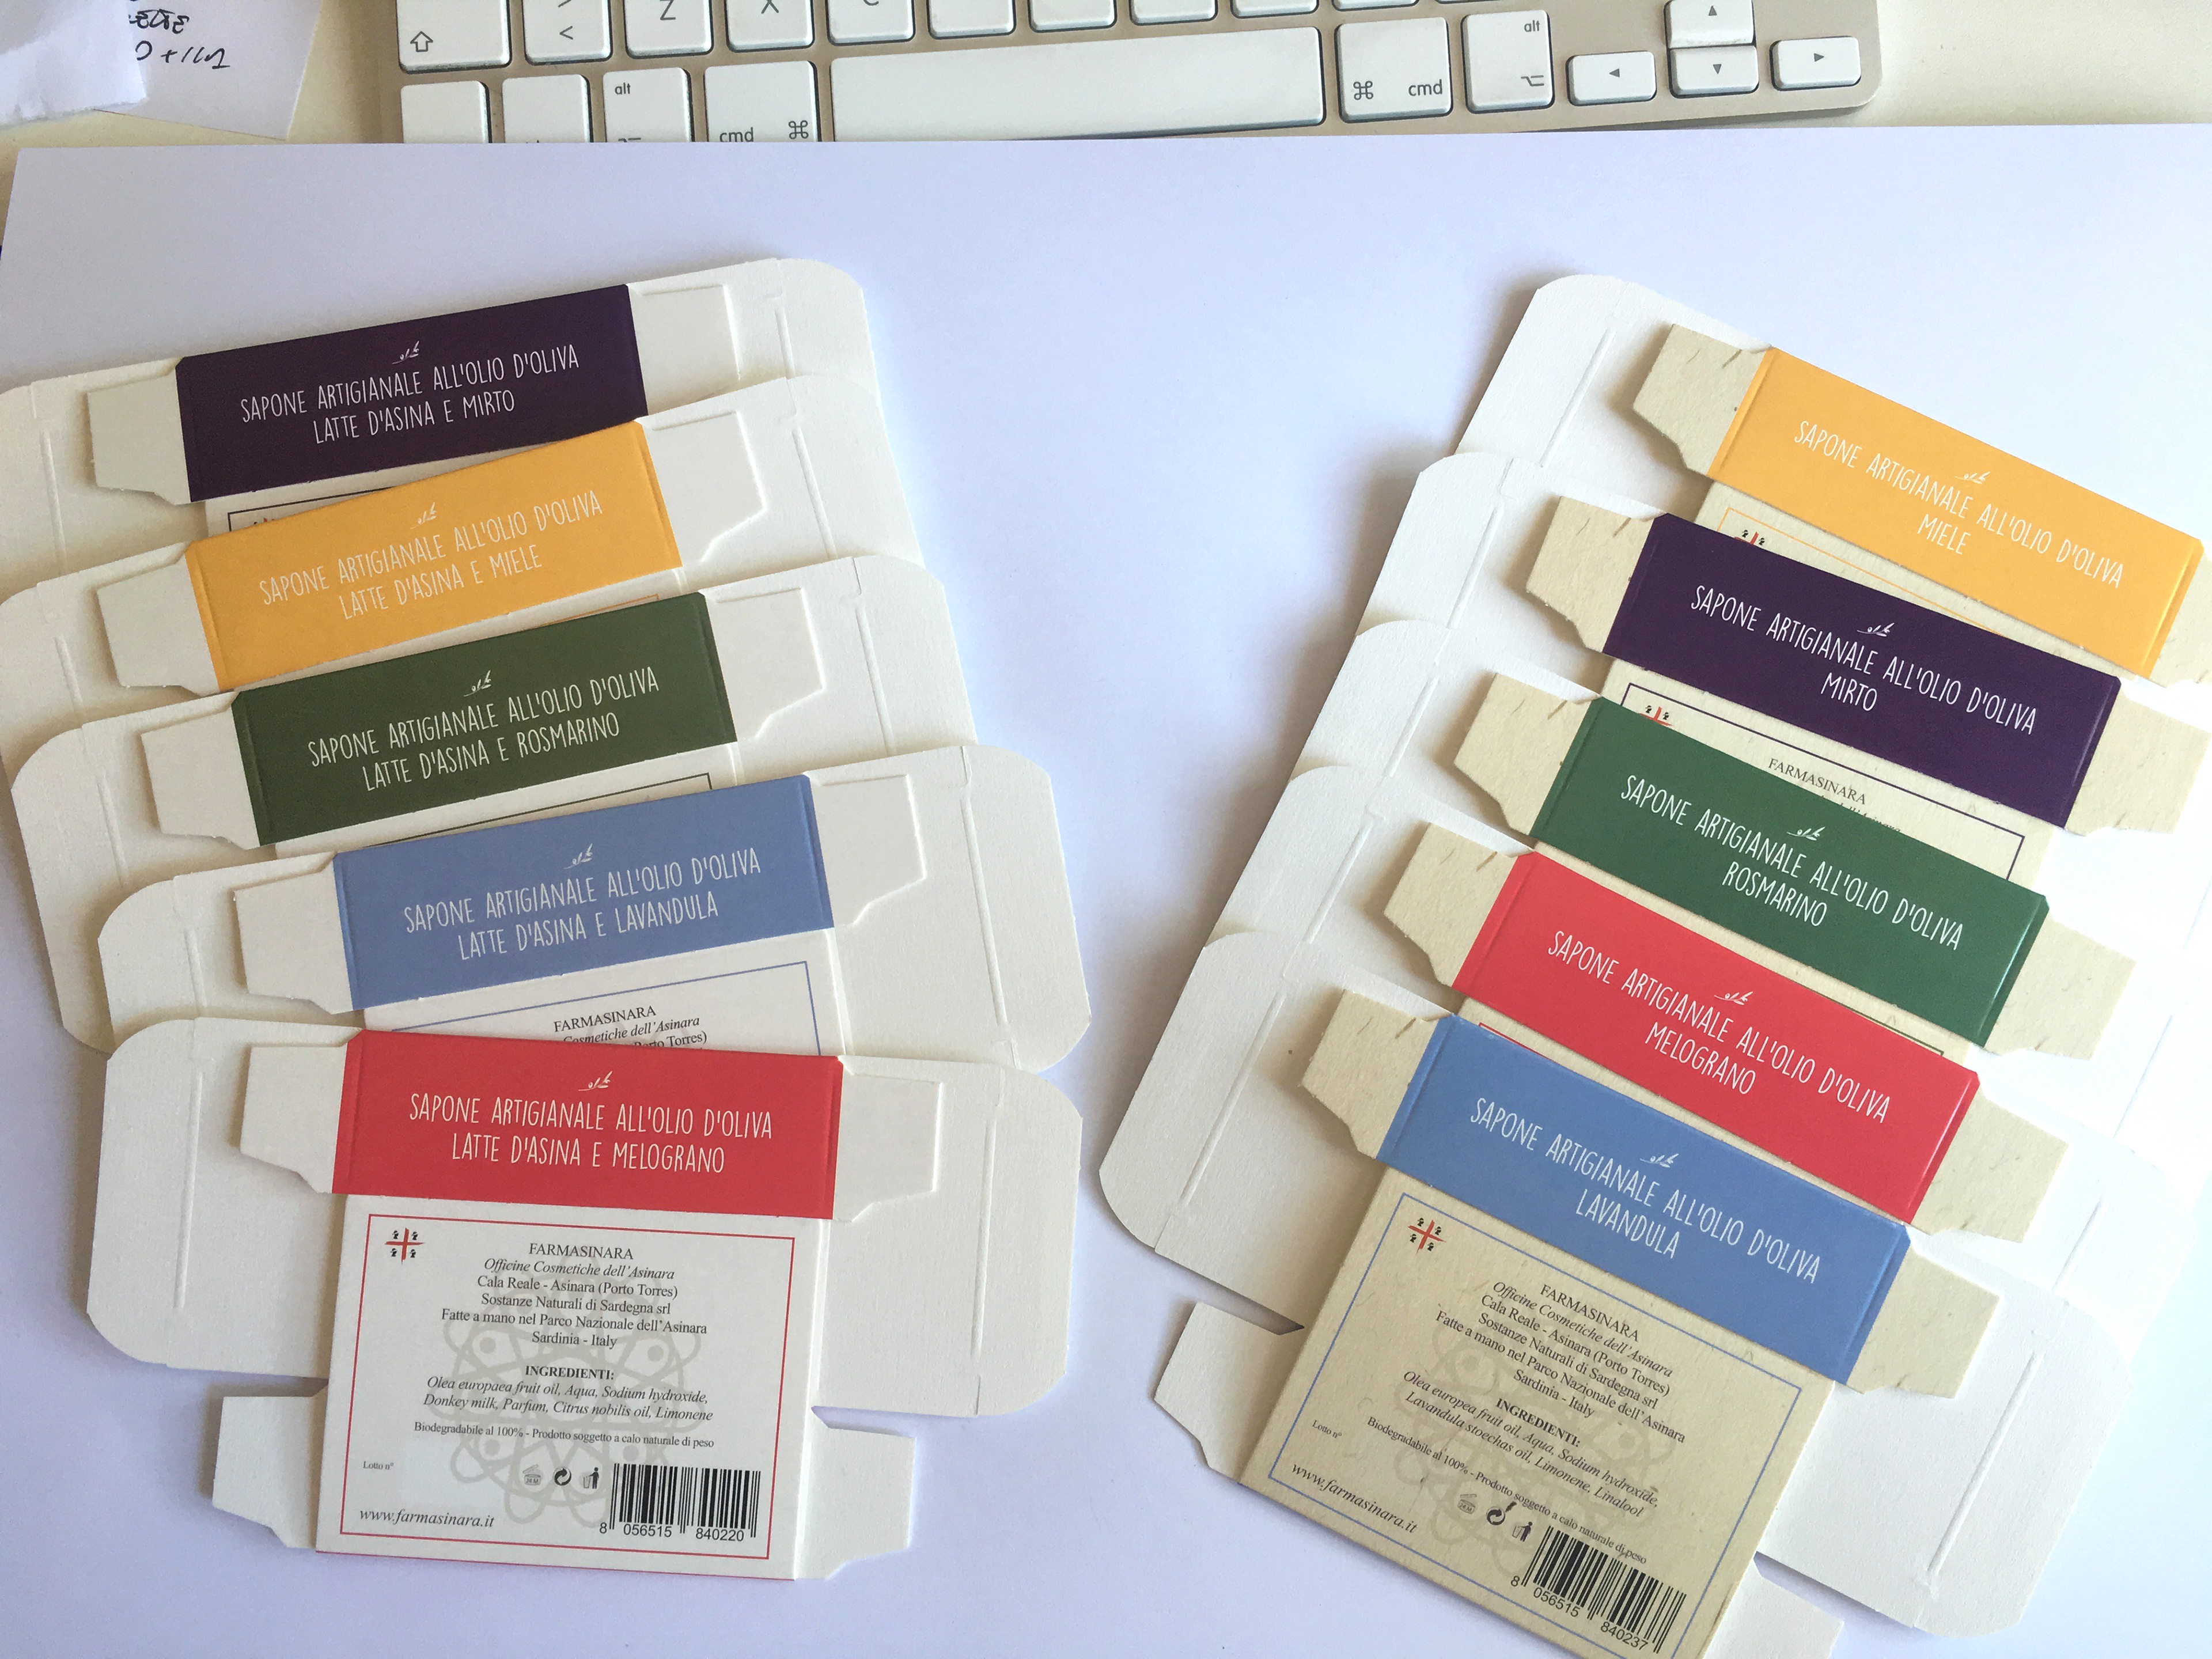 Z
X
C
>
<
alt
cmd
cmd
alt
SAPONE ARTIGIANALE ALL'OLIO D'OLIVA
LATTE D'ASINA E MIRTO
SAPONE ARTIGIANALE ALL'OLIO D'OLIVA
LATTE D'ASINA E MIELE
SAPONE ARTIGIANALE ALL'OLIO D'OLIVA
LATTE D'ASINA E ROSMARINO
SAPONE ARTIGIANALE ALL'OLIO D'OLIVA
LATTE D'ASINA E LAVANDULA
FARMASINARA
Cosmetiche dell'Asinara
Torres)
SAPONE ARTIGIANALE ALL'OLIO D'OLIVA
LATTE D'ASINA E MELOGRANO
FARMASINARA
Officine Cosmetiche dell'Asinara
Cala Reale - Asinara (Porto Torres)
Sostanze Naturali di Sardegna srl
Fatte a mano nel Parco Nazionale dell'Asinara
Sardinia - Italy
INGREDIENTI:
Olea europaea fruit oil, Aqua, Sodium hydroxide,
Donkey milk, Parfum, Citrus nobilis oil, Limonene
Biodegradabile al 100% - Prodotto soggetto a calo naturale di peso
Lotto n°
www.farmasinara.it
8 056515 840220
SAPONE ARTIGIANALE ALL'OLIO D'OLIVA
MIELE
SAPONE ARTIGIANALE ALL'OLIO D'OLIVA
MIRTO
FARMASINARA
SAPONE ARTIGIANALE ALL'OLIO D'OLIVA
ROSMARINO
SAPONE ARTIGIANALE ALL'OLIO D'OLIVA
MELOGRANO
SAPONE ARTIGIANALE ALL'OLIO D'OLIVA
LAVANDULA
FARMASINARA
Officine Cosmetiche dell'Asinara
Cala Reale - Asinara (Porto Torres)
Sostanze Naturali di Sardegna srl
Fatte a mano nel Parco Nazionale dell'Asinara
Sardinia - Italy
INGREDIENTI:
Olea europea fruit oil, Aqua, Sodium hydroxide,
Lavandula stoechas oil, Limonene, Linalool
Biodegradabile al 100% - Prodotto soggetto a calo naturale di peso
Lotto n°
www.farmasinara.it
8 056515 840237